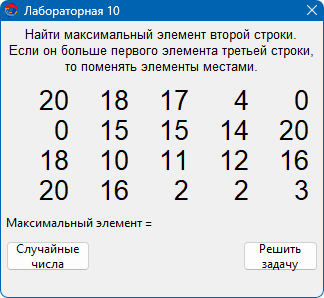 Лабораторная 10
Найти максимальный элемент второй строки.
Если он больше первого элемента третьей строки,
то поменять элементы местами.
20 18 17 4 0
0 15 15 14 20
18 10 11 12 16
20 16 2 2 3
Максимальный элемент =
Случайные числа
Решить задачу